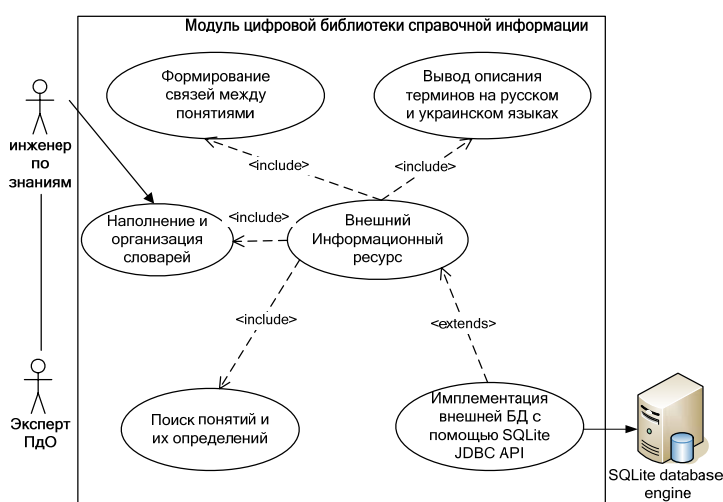 Модуль цифровой библиотеки справочной информации
Формирование
связей между
понятиями
Вывод описания
терминов на русском
и украинском языках
инженер
по
знаниям
<include>
<include>
Наполнение и
организация
словарей
<include>
Внешний
Информационный
ресурс
<include>
<extends>
Эксперт
ПдО
Поиск понятий и
их определений
Имплементация
внешней БД с
помощью SQLite
JDBC API
SQLite database
engine